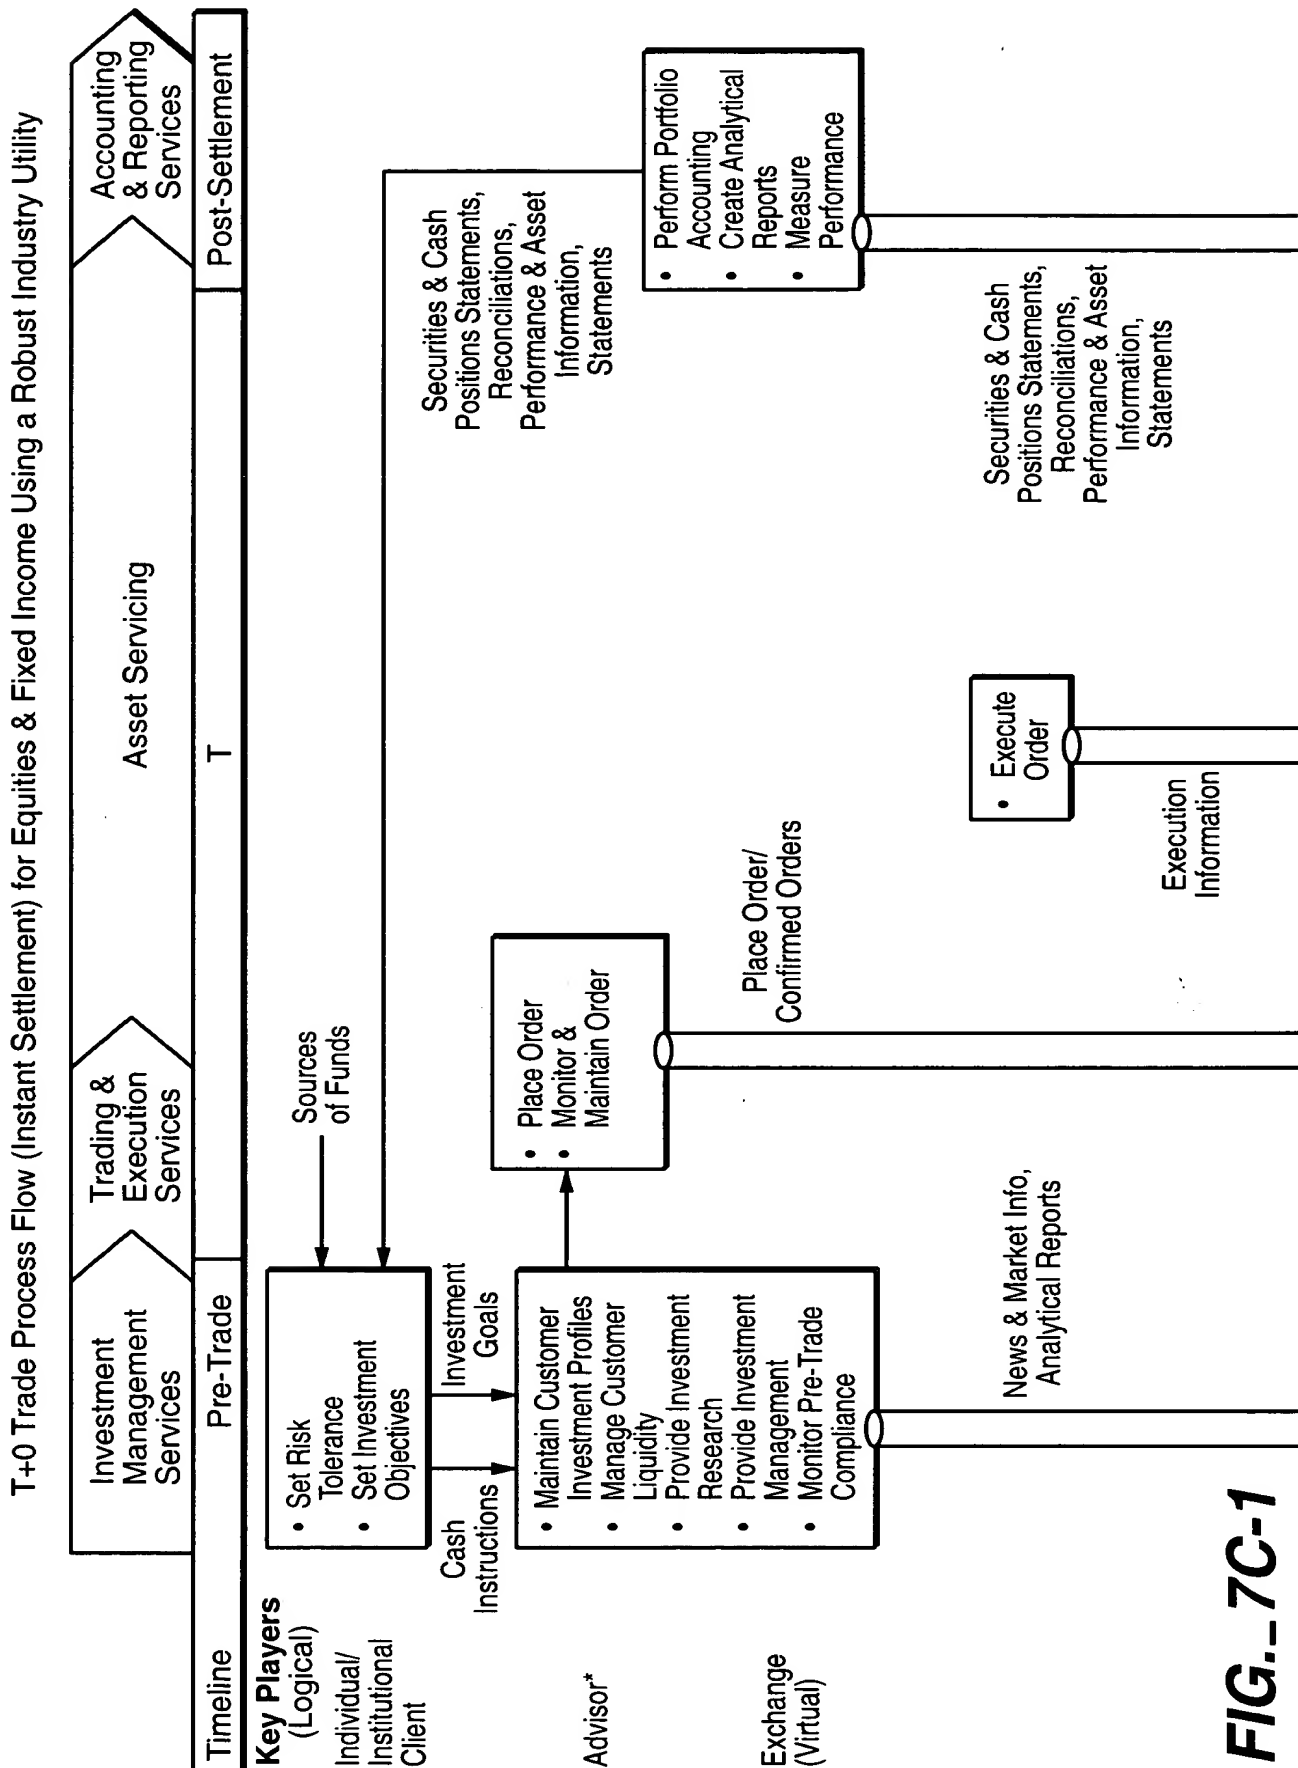 T+0 Trade Process Flow (Instant Settlement) for Equities & Fixed Income Using a Robust Industry Utility
Investment
Management
Services
Trading &
Execution
Services
Asset Servicing
Accounting
& Reporting
Services
Timeline
Pre-Trade
T
Post-Settlement
Key Players
(Logical)
Individual/
Institutional
Client
• Set Risk
Tolerance
• Set Investment
Objectives
Sources
of Funds
Securities & Cash
Positions Statements,
Reconciliations,
Performance & Asset
Information,
Statements
Cash
Instructions
Investment
Goals
Advisor*
• Maintain Customer
Investment Profiles
• Manage Customer
Liquidity
• Provide Investment
Research
• Provide Investment
Management
• Monitor Pre-Trade
Compliance
• Place Order
• Monitor &
Maintain Order
• Perform Portfolio
Accounting
• Create Analytical
Reports
• Measure
Performance
Exchange
(Virtual)
Place Order/
Confirmed Orders
• Execute
Order
Securities & Cash
Positions Statements,
Reconciliations,
Performance & Asset
Information,
Statements
News & Market Info,
Analytical Reports
Execution
Information
FIG._7C-1